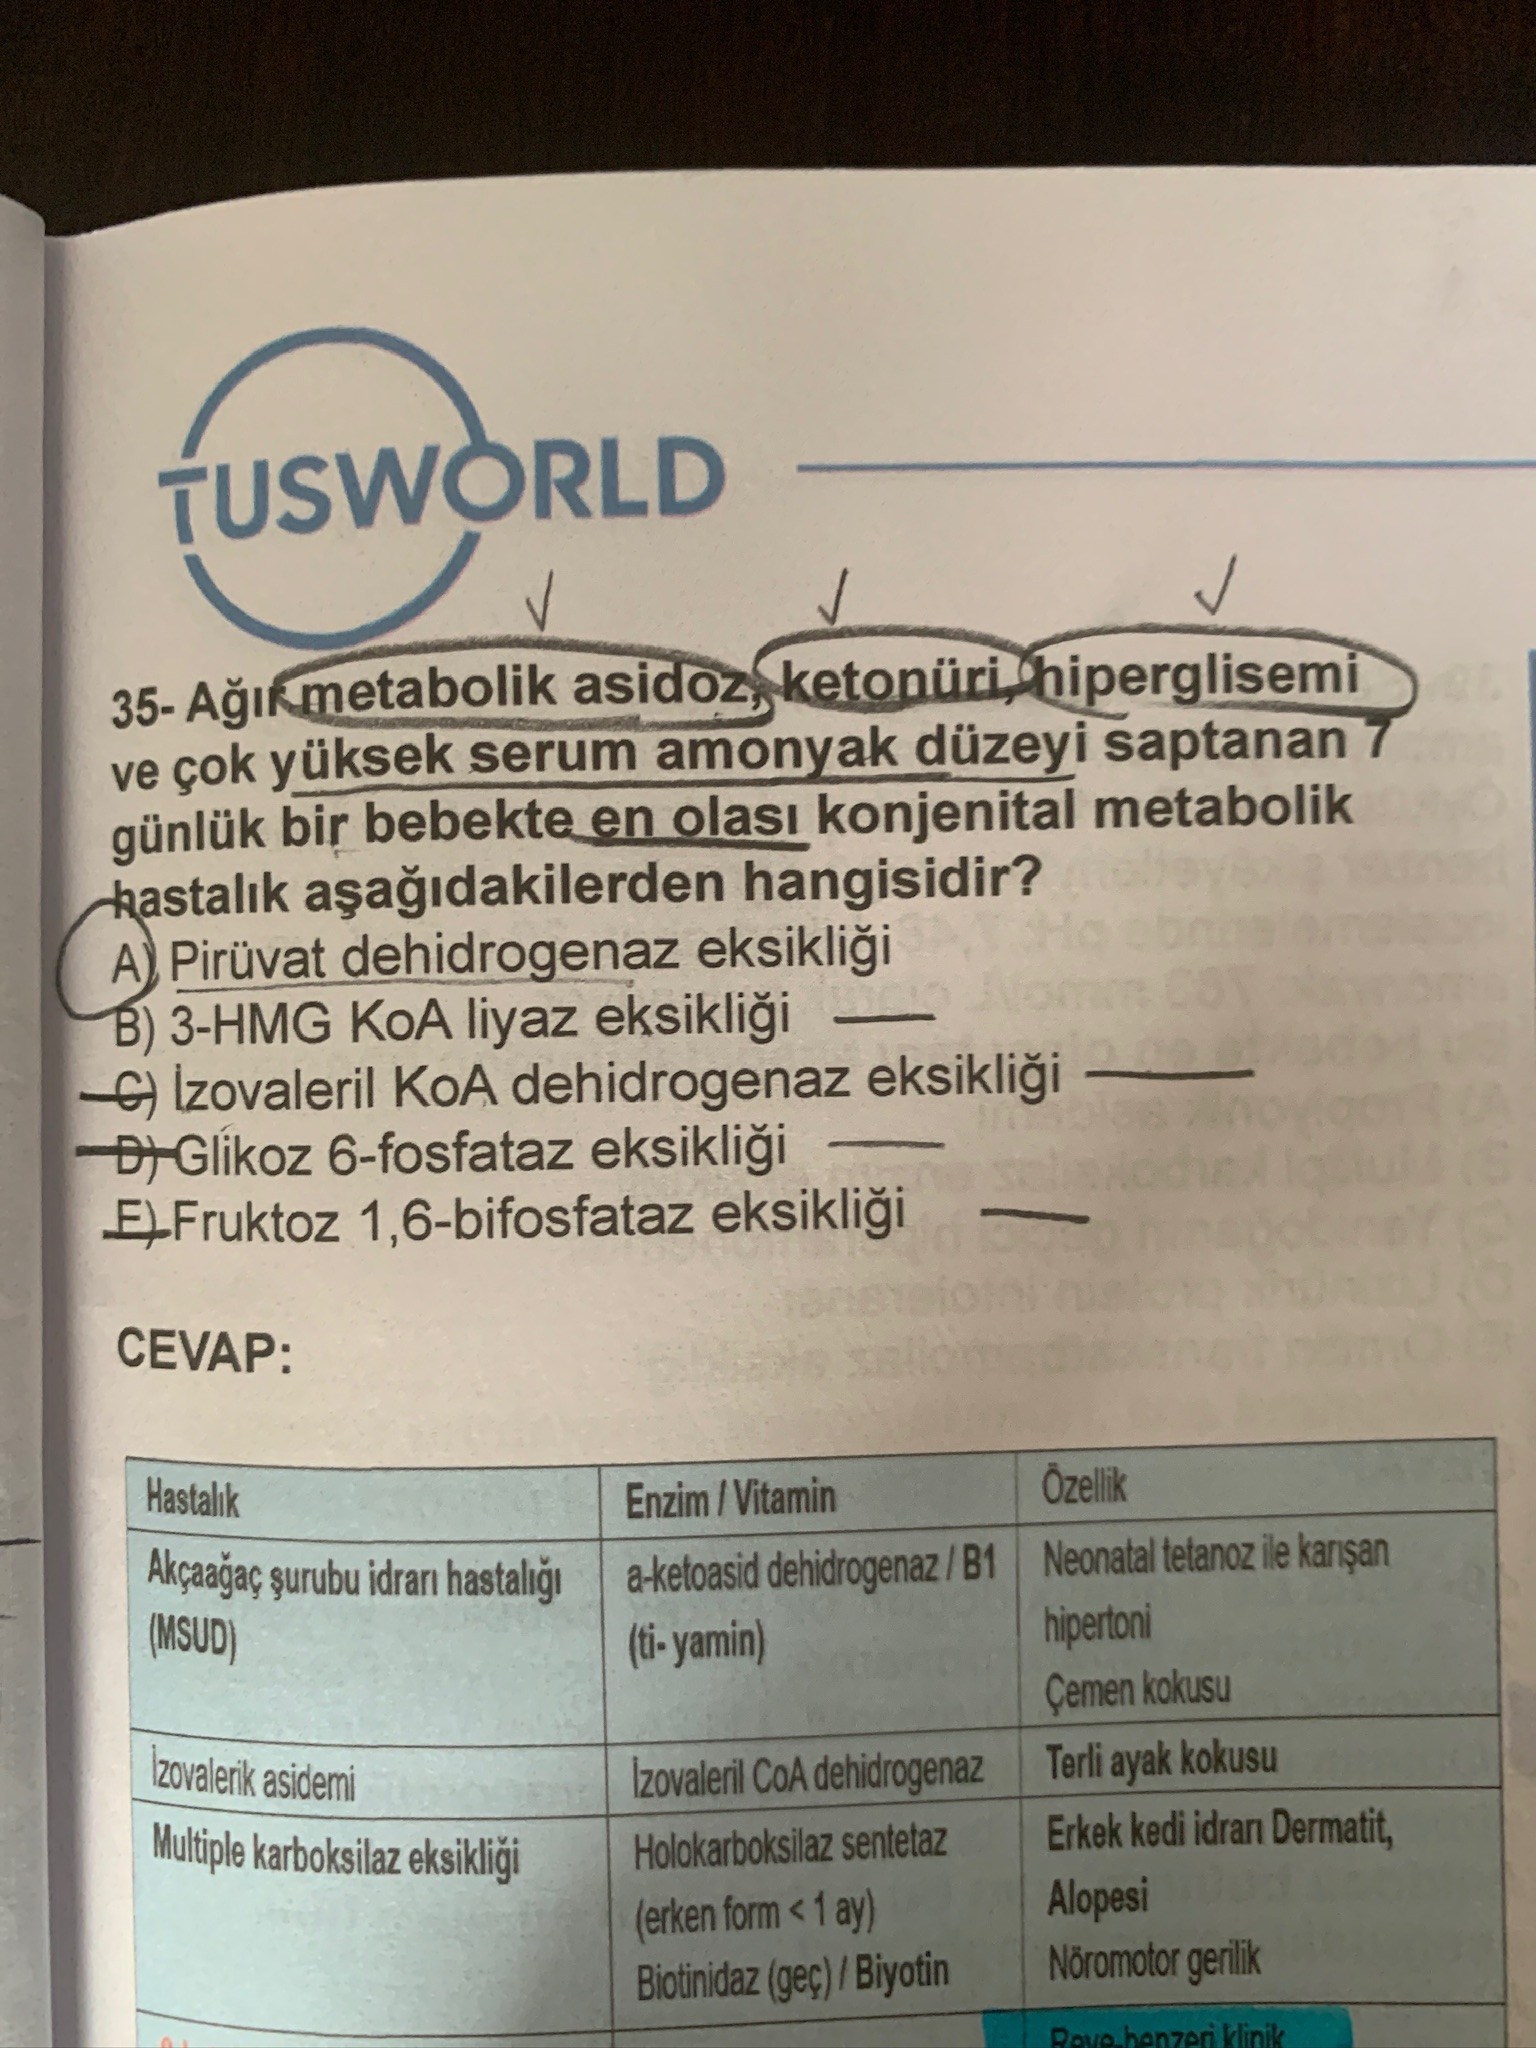 TUSWORLD
35- Ağır metabolik asidoz, ketonüri, hiperglisemi
ve çok yüksek serum amonyak düzeyi saptanan 7
günlük bir bebekte en olası konjenital metabolik
hastalık aşağıdakilerden hangisidir?
A) Pirüvat dehidrogenaz eksikliği
B) 3-HMG KoA liyaz eksikliği
C) İzovaleril KoA dehidrogenaz eksikliği
D) Glikoz 6-fosfataz eksikliği
E) Fruktoz 1,6-bifosfataz eksikliği
CEVAP:
Hastalık Enzim / Vitamin Özellik
Akçaağaç şurubu idrarı hastalığı a-ketoasid dehidrogenaz / B1 Neonatal tetanoz ile karışan
(MSUD) (ti- yamin) hipertoni
Çemen kokusu
İzovalerik asidemi İzovaleril CoA dehidrogenaz Terli ayak kokusu
Multiple karboksilaz eksikliği Holokarboksilaz sentetaz Erkek kedi idrarı Dermatit,
(erken form < 1 ay) Alopesi
Biotinidaz (geç) / Biyotin Nöromotor gerilik
Reye-benzeri klinik